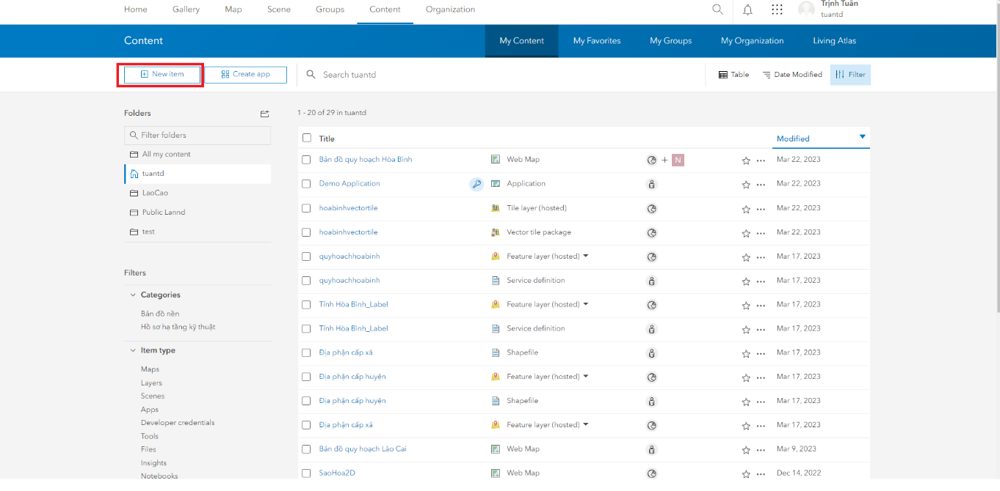 Home Gallery Map Scene Groups Content Organization
Trịnh Tuân
tuantd
Content My Content My Favorites My Groups My Organization Living Atlas
New item Create app Search tuantd Table Date Modified Filter
Folders
Filter folders
All my content
tuantd
LaoCao
Public Lannd
test
Filters
Categories
Bản đồ nền
Hồ sơ hạ tầng kỹ thuật
Item type
Maps
Layers
Scenes
Apps
Developer credentials
Tools
Files
Insights
Notebooks
1 - 20 of 29 in tuantd
Title Modified
Bản đồ quy hoạch Hòa Bình Web Map + N Mar 22, 2023
Demo Application Application Mar 22, 2023
hoabinhvectortile Tile layer (hosted) Mar 22, 2023
hoabinhvectortile Vector tile package Mar 22, 2023
quyhoachhoabinh Feature layer (hosted) Mar 17, 2023
quyhoachhoabinh Service definition Mar 17, 2023
Tỉnh Hòa Bình_Label Feature layer (hosted) Mar 17, 2023
Tỉnh Hòa Bình_Label Service definition Mar 17, 2023
Địa phận cấp xã Shapefile Mar 17, 2023
Địa phận cấp huyện Feature layer (hosted) Mar 17, 2023
Địa phận cấp huyện Shapefile Mar 17, 2023
Địa phận cấp xã Feature layer (hosted) Mar 17, 2023
Bản đồ quy hoạch Lào Cai Web Map Mar 9, 2023
SaoHoa2D Web Map Dec 14, 2022